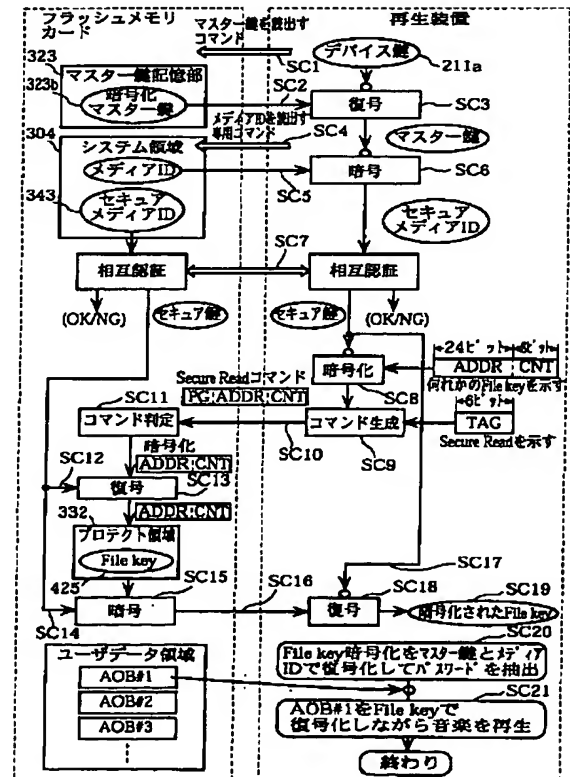 フラッシュメモリ
カード
再生装置
マスター鍵を読出す
コマンド
SC1
デバイス鍵
211a
323
マスター鍵記憶部
323b
暗号化
マスター鍵
SC2
復号
SC3
304
メディアIDを読出す
専用コマンド
SC4
マスター鍵
システム領域
メディアID
SC5
暗号
SC6
343
セキュア
メディアID
セキュア
メディアID
SC7
相互認証
相互認証
(OK/NG)
セキュア鍵
セキュア鍵
(OK/NG)
24ビット
8ビット
ADDR
CNT
何れかのFile keyを示す
暗号化
SC8
Secure Readコマンド
PG ADDR CNT
SC11
コマンド判定
SC10
コマンド生成
SC9
6ビット
TAG
Secure Readを示す
暗号化
ADDR CNT
SC12
復号
SC13
ADDR CNT
332
プロテクト領域
File key
425
SC14
暗号
SC15
SC16
復号
SC17
SC18
SC19
暗号化されたFile key
SC20
File key暗号化をマスター鍵とメディア
IDで復号化してパスワードを抽出
ユーザデータ領域
AOB#1
AOB#2
AOB#3
SC21
AOB#1をFile keyで
復号化しながら音楽を再生
終わり